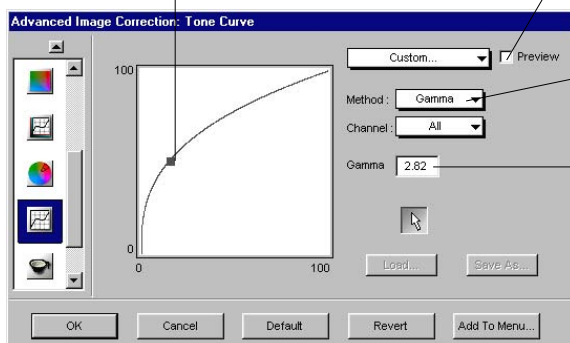 Advanced Image Correction: Tone Curve
Custom...
Preview
100
Method : Gamma
Channel : All
Gamma 2.82
0
0 100
Load...
Save As...
OK Cancel Default Revert Add To Menu...